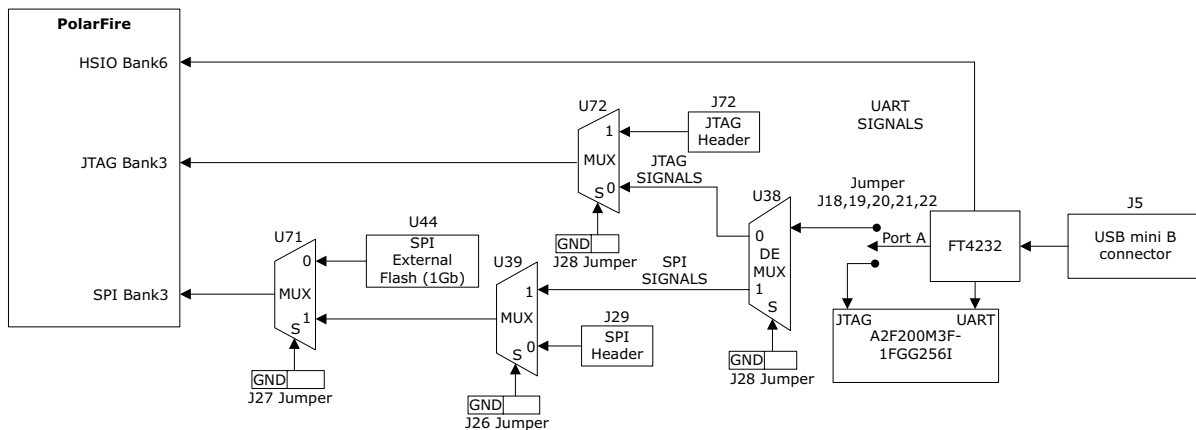 PolarFire
HSIO Bank6
JTAG Bank3
SPI Bank3
U72
1
MUX
0
S
GND
J28 Jumper
J72
JTAG
Header
JTAG
SIGNALS
UART
SIGNALS
Jumper
J18,19,20,21,22
Port A
FT4232
J5
USB mini B
connector
U38
0
DE
MUX
1
S
GND
J28 Jumper
JTAG
UART
A2F200M3F-
1FGG256I
U44
SPI
External
Flash (1Gb)
U71
0
MUX
1
S
GND
J27 Jumper
U39
1
MUX
0
S
GND
J26 Jumper
SPI
SIGNALS
J29
SPI
Header